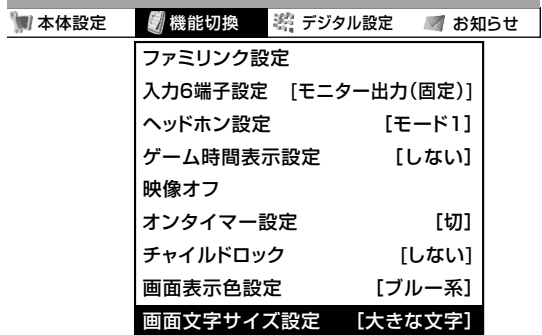 本体設定 機能切換 デジタル設定 お知らせ
ファミリンク設定
入力6端子設定 [モニター出力(固定)]
ヘッドホン設定 [モード1]
ゲーム時間表示設定 [しない]
映像オフ
オンタイマー設定 [切]
チャイルドロック [しない]
画面表示色設定 [ブルー系]
画面文字サイズ設定 [大きな文字]